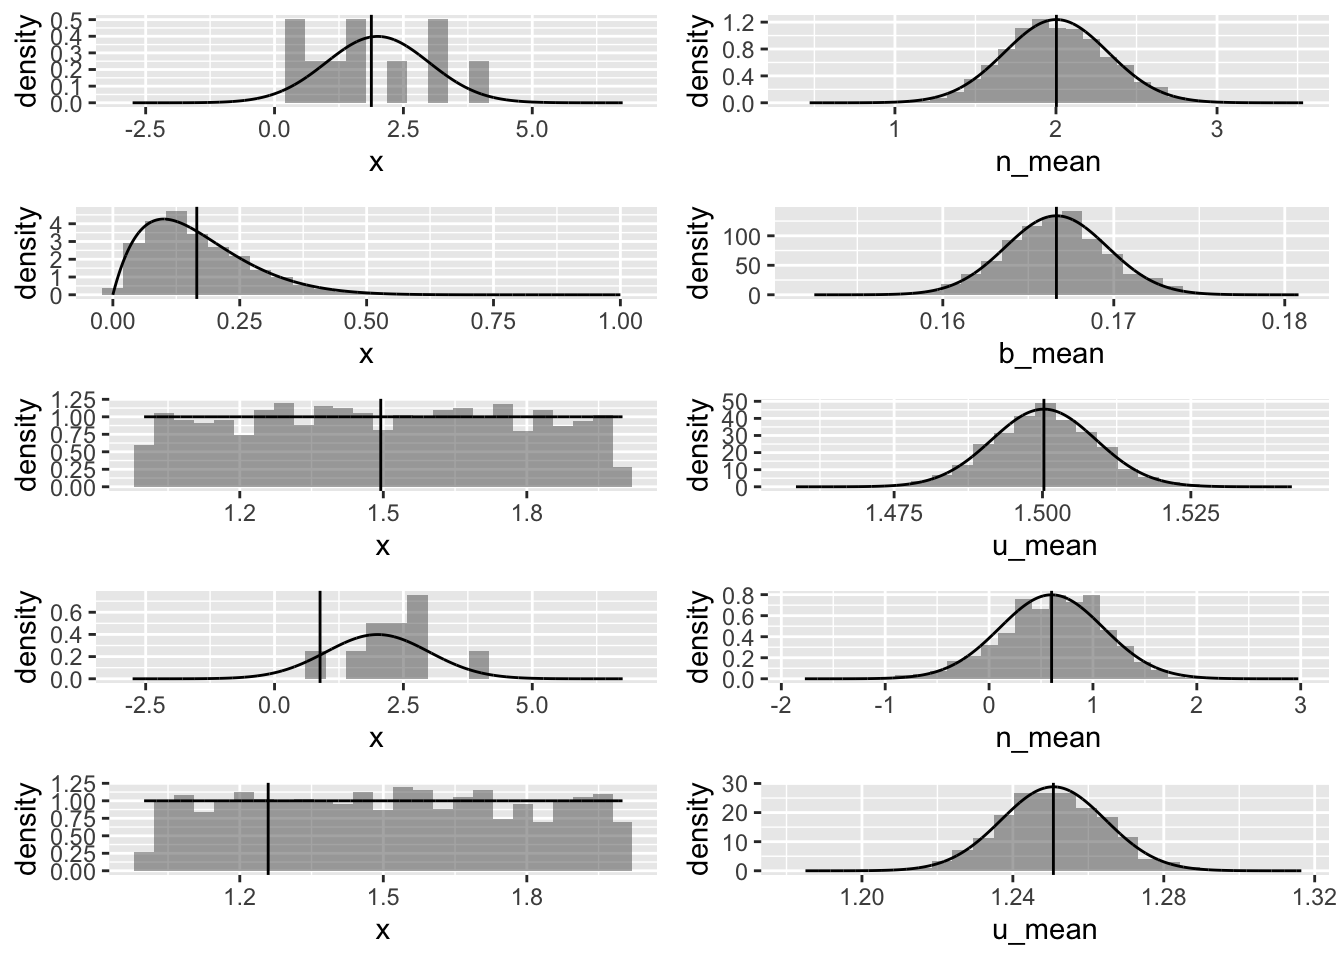 density
0.5
0.4
0.3
0.2
0.1
0.0
-2.5 0.0 2.5 5.0
x
density
1.2
0.8
0.4
0.0
1 2 3
n_mean
density
4
3
2
1
0
0.00 0.25 0.50 0.75 1.00
x
density
100
50
0
0.16 0.17 0.18
b_mean
density
1.25
1.00
0.75
0.50
0.25
0.00
1.2 1.5 1.8
x
density
50
40
30
20
10
0
1.475 1.500 1.525
u_mean
density
0.6
0.4
0.2
0.0
-2.5 0.0 2.5 5.0
x
density
0.8
0.6
0.4
0.2
0.0
-2 -1 0 1 2 3
n_mean
density
1.25
1.00
0.75
0.50
0.25
0.00
1.2 1.5 1.8
x
density
30
20
10
0
1.20 1.24 1.28 1.32
u_mean